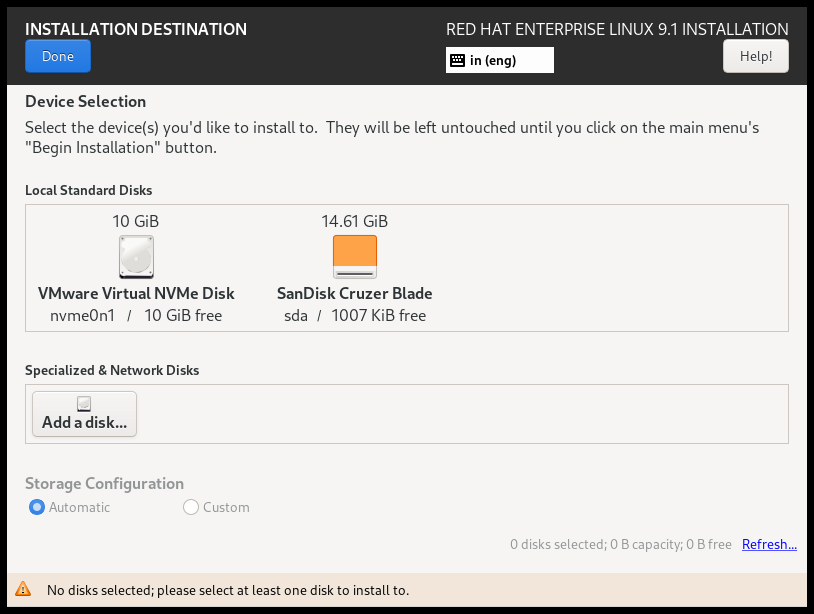 INSTALLATION DESTINATION
RED HAT ENTERPRISE LINUX 9.1 INSTALLATION
Done
in (eng)
Help!
Device Selection
Select the device(s) you'd like to install to.  They will be left untouched until you click on the main menu's
"Begin Installation" button.
Local Standard Disks
10 GiB
VMware Virtual NVMe Disk
nvme0n1 / 10 GiB free
14.61 GiB
SanDisk Cruzer Blade
sda / 1007 KiB free
Specialized & Network Disks
Add a disk...
Storage Configuration
Automatic
Custom
0 disks selected; 0 B capacity; 0 B free Refresh...
No disks selected; please select at least one disk to install to.